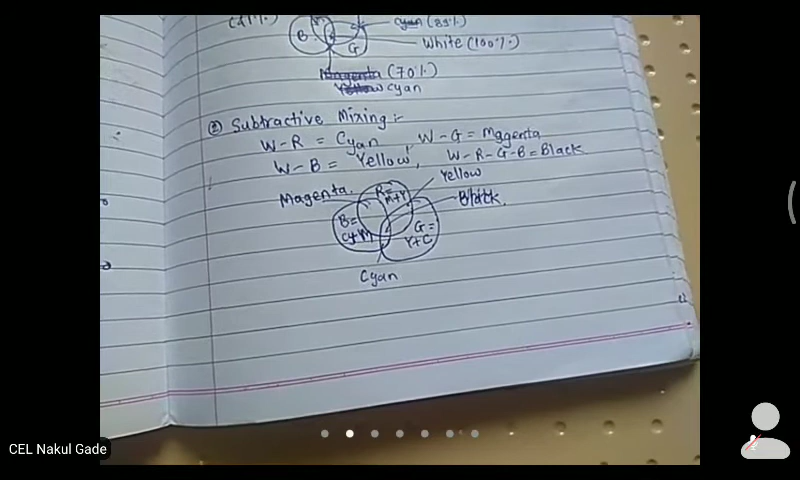 B
G
cyan (89%)
White (100%)
Magenta (70%)
Yellow cyan
② Subtractive Mixing :-
W-R = Cyan, W-G = Magenta
W-B = Yellow, W-R-G-B = Black
Yellow
Magenta.
R=
M+Y
Black.
B=
Cy+M
G=
Y+C
Cyan
CEL Nakul Gade